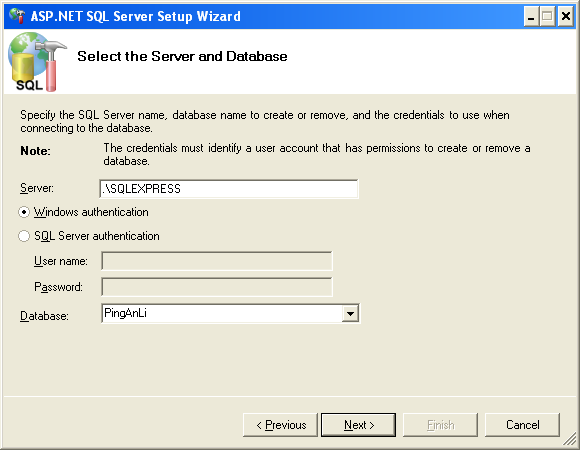 ASP.NET SQL Server Setup Wizard
SQL
Select the Server and Database
Specify the SQL Server name, database name to create or remove, and the credentials to use when
connecting to the database.
Note: The credentials must identify a user account that has permissions to create or remove a
database.
Server: .\SQLEXPRESS
Windows authentication
SQL Server authentication
User name:
Password:
Database: PingAnLi
< Previous Next > Finish Cancel